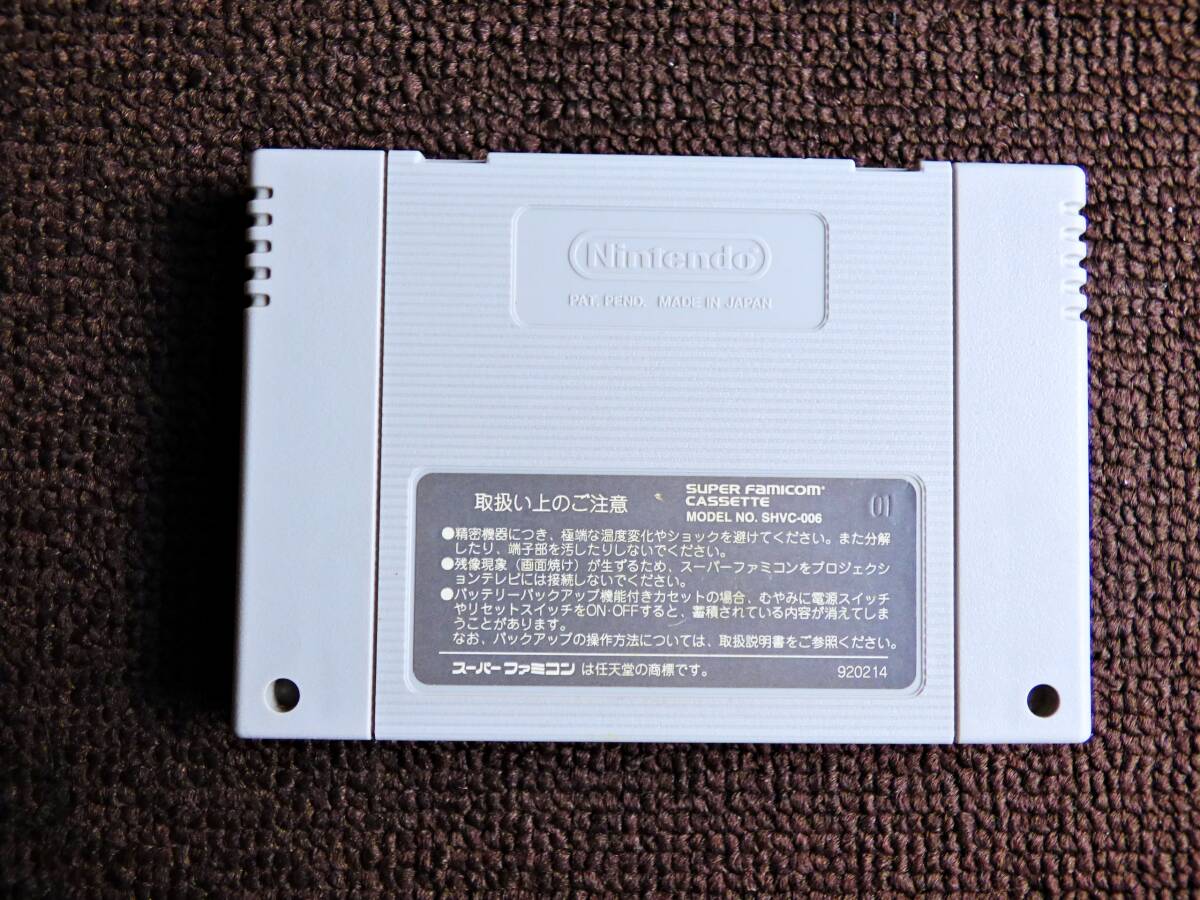 Nintendo®
PAT. PEND. MADE IN JAPAN
取扱い上のご注意
SUPER FAMICOM
CASSETTE
MODEL NO. SHVC-006
01
●精密機器につき、極端な温度変化やショックを避けてください。また分解
したり、端子部を汚したりしないでください。
●残像現象（画面焼け）が生ずるため、スーパーファミコンをプロジェクシ
ョンテレビには接続しないでください。
●バッテリーバックアップ機能付きカセットの場合、むやみに電源スイッチ
やリセットスイッチをON・OFFすると、蓄積されている内容が消えてしま
うことがあります。
なお、バックアップの操作方法については、取扱説明書をご参照ください。
スーパーファミコン は任天堂の商標です。
920214